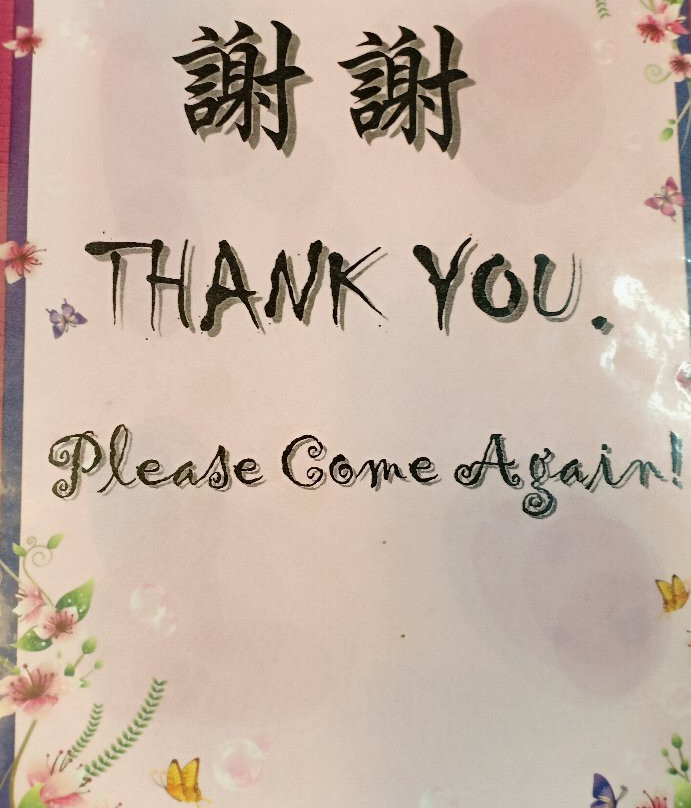 謝謝
THANK YOU.
Please Come Again!